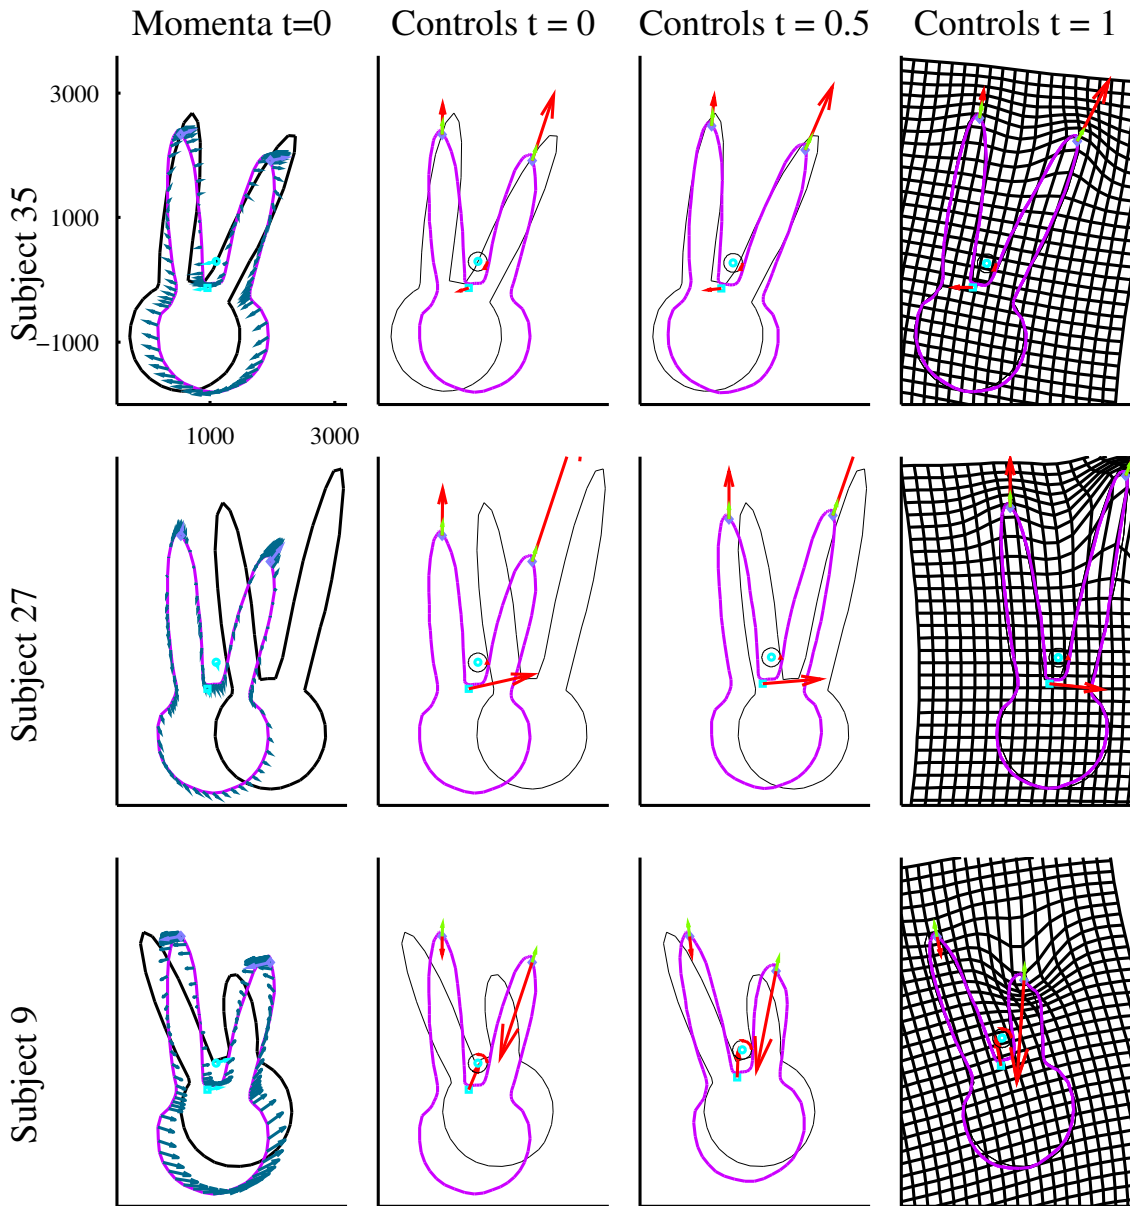 Momenta t=0 Controls t = 0 Controls t = 0.5 Controls t = 1
Subject 35
3000
1000
−1000
1000 3000
Subject 27
Subject 9